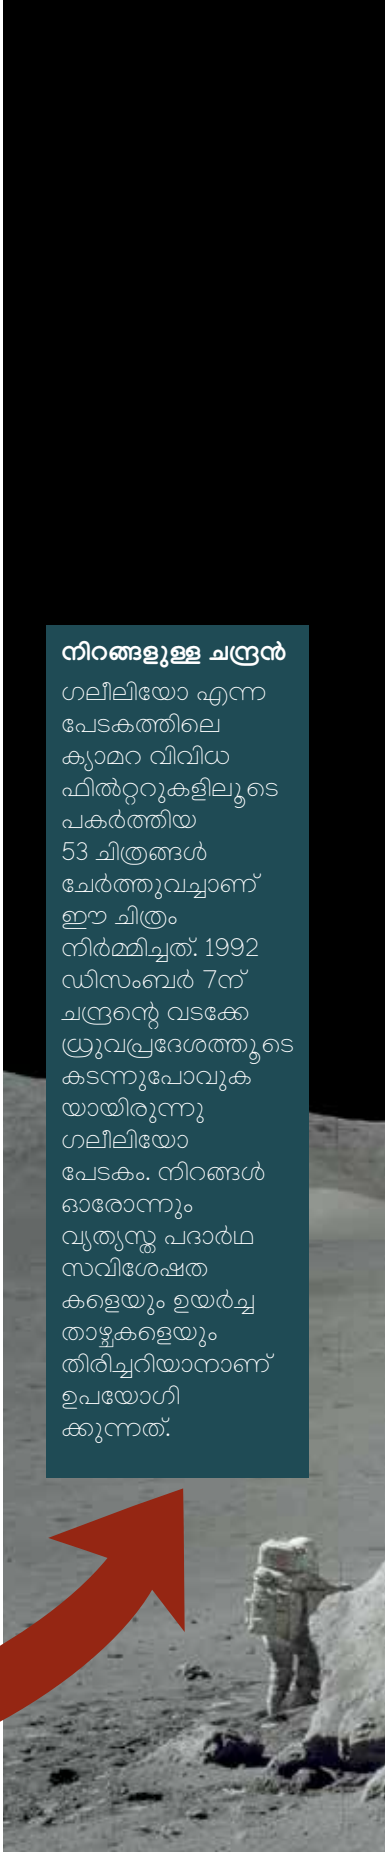 നിറങ്ങളുള്ള ചന്ദ്രൻ
ഗലീലിയോ എന്ന
പേടകത്തിലെ
ക്യാമറ വിവിധ
ഫിൽറ്ററുകളിലൂടെ
പകർത്തിയ
53 ചിത്രങ്ങൾ
ചേർത്തുവച്ചാണ്
ഈ ചിത്രം
നിർമ്മിച്ചത്. 1992
ഡിസംബർ 7ന്
ചന്ദ്രന്റെ വടക്കേ
ധ്രുവപ്രദേശത്തൂടെ
കടന്നുപോവുക
യായിരുന്നു
ഗലീലിയോ
പേടകം. നിറങ്ങൾ
ഓരോന്നും
വ്യത്യസ്ത പദാർഥ
സവിശേഷത
കളെയും ഉയർച്ച
താഴ്ചകളെയും
തിരിച്ചറിയാനാണ്
ഉപയോഗി
ക്കുന്നത്.